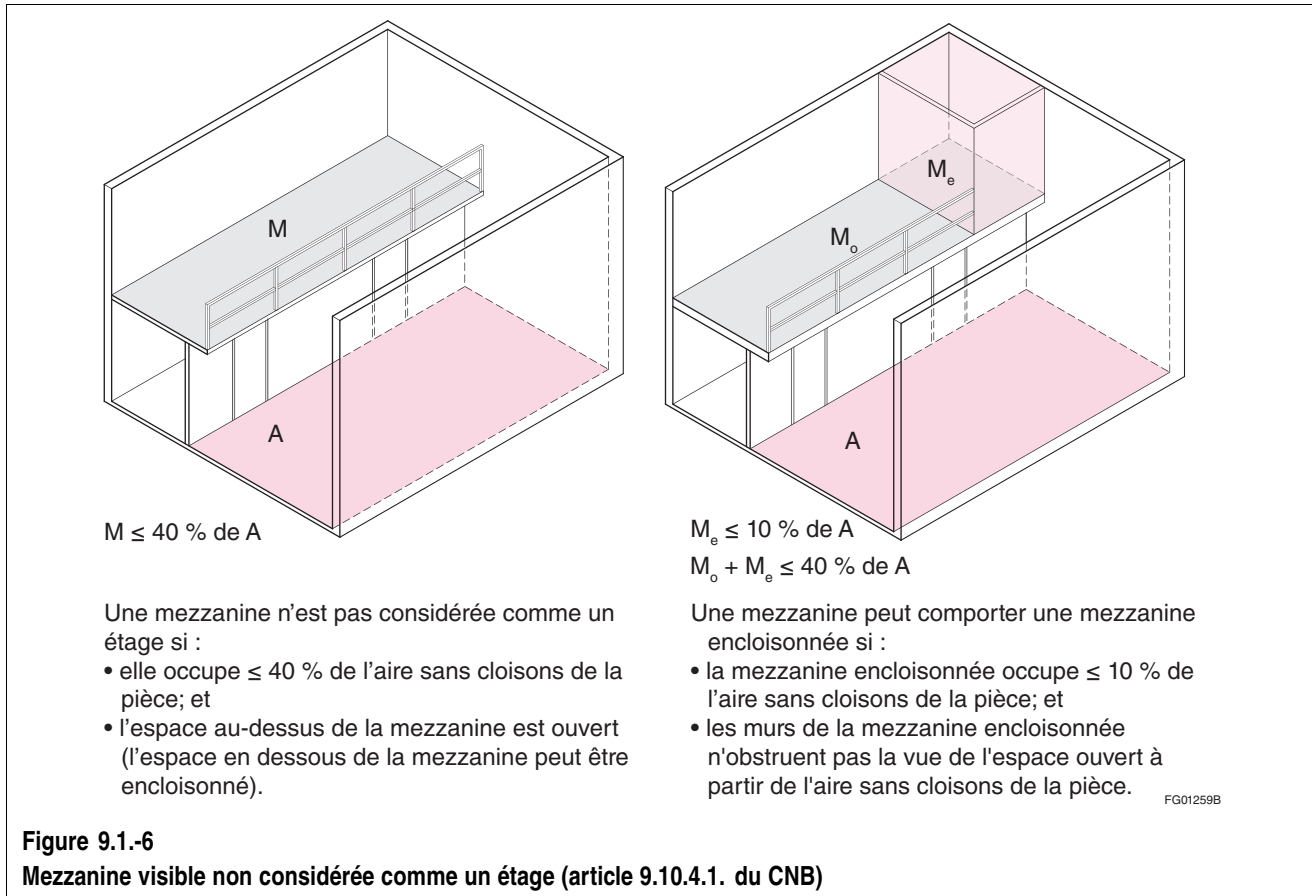 M
A
M ≤ 40 % de A
Une mezzanine n’est pas considérée comme un
étage si :
• elle occupe ≤ 40 % de l’aire sans cloisons de la
pièce; et
• l’espace au-dessus de la mezzanine est ouvert
(l’espace en dessous de la mezzanine peut être
encloisonné).
Mₑ
Mₒ
A
Mₑ ≤ 10 % de A
Mₒ + Mₑ ≤ 40 % de A
Une mezzanine peut comporter une mezzanine
encloisonnée si :
• la mezzanine encloisonnée occupe ≤ 10 % de
l’aire sans cloisons de la pièce; et
• les murs de la mezzanine encloisonnée
n'obstruent pas la vue de l'espace ouvert à
partir de l'aire sans cloisons de la pièce.
FG01259B
Figure 9.1.-6
Mezzanine visible non considérée comme un étage (article 9.10.4.1. du CNB)